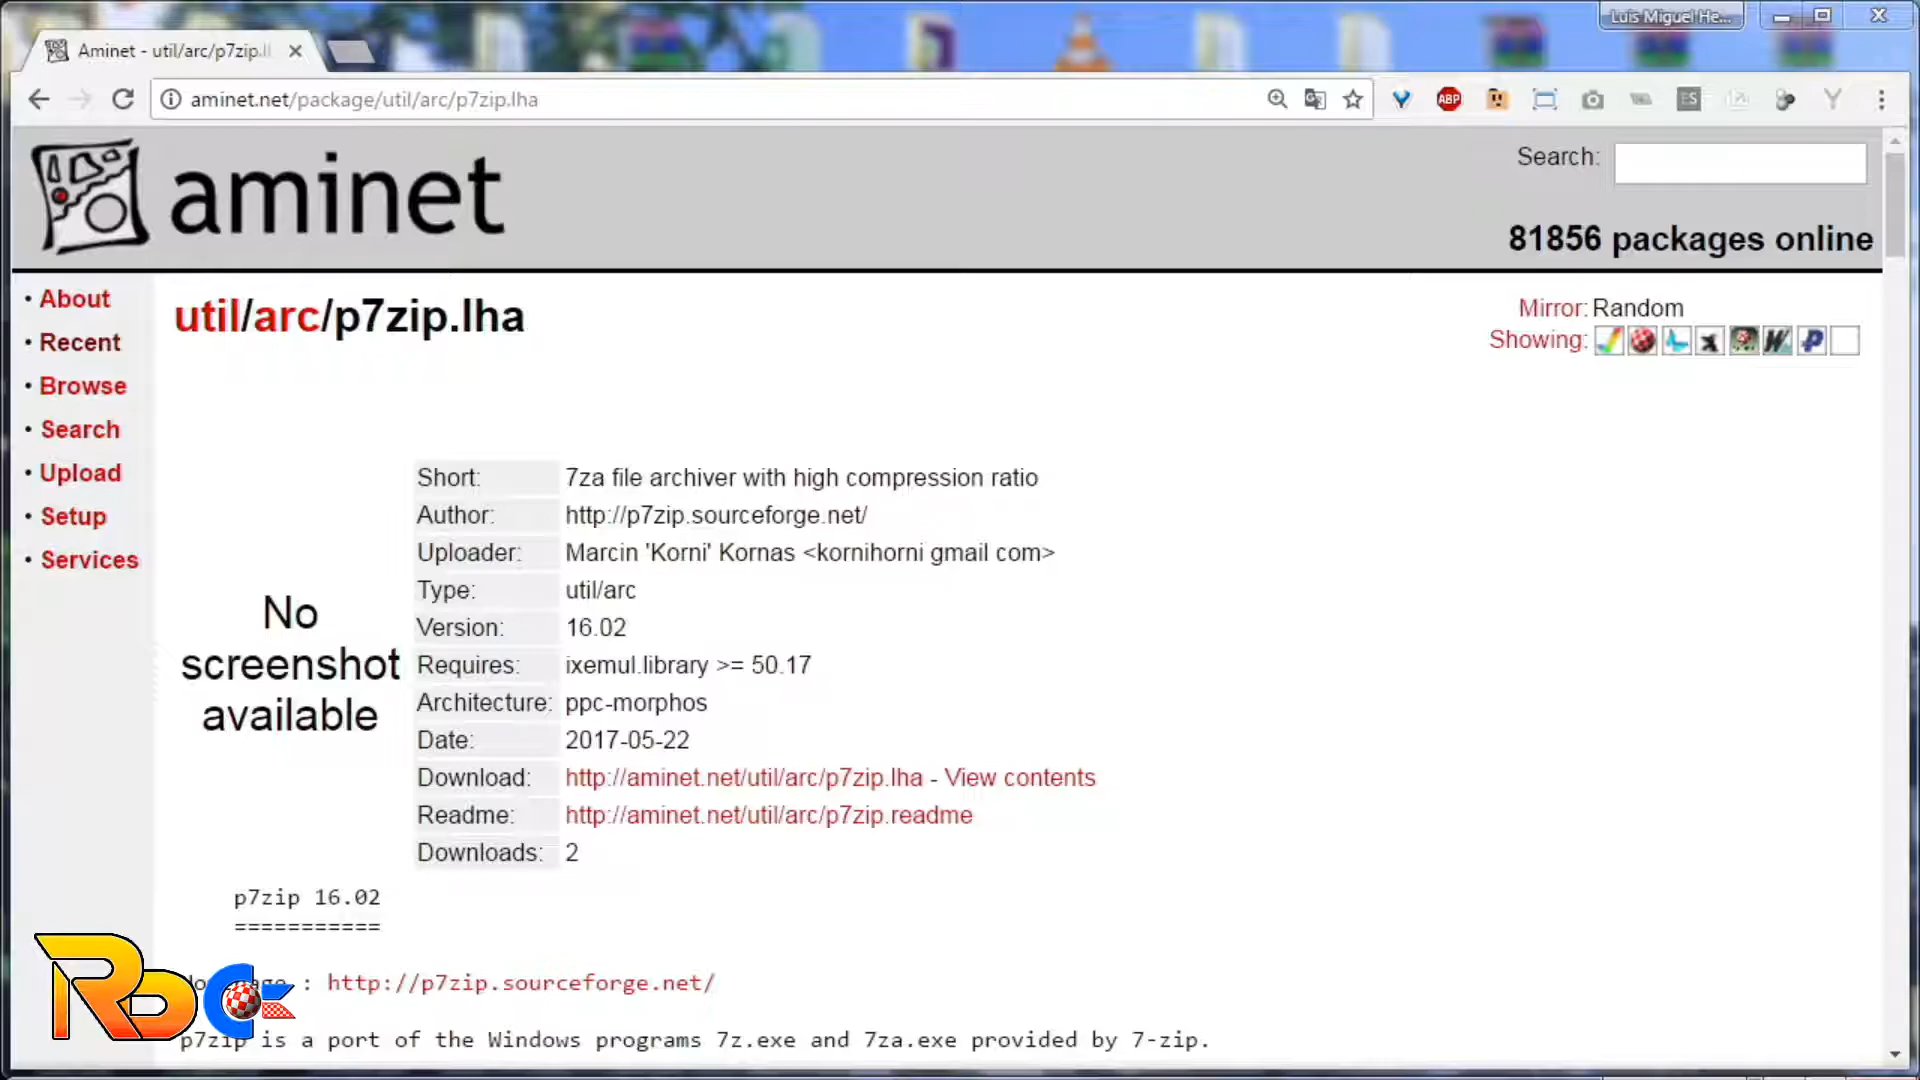 Luis Miguel He...
Aminet - util/arc/p7zip.l
aminet.net/package/util/arc/p7zip.lha
ABP
ES
aminet
Search:
81856 packages online
• About
• Recent
• Browse
• Search
• Upload
• Setup
• Services
util/arc/p7zip.lha
Mirror: Random
Showing:
No
screenshot
available
Short: 7za file archiver with high compression ratio
Author: http://p7zip.sourceforge.net/
Uploader: Marcin 'Korni' Kornas <kornihorni gmail com>
Type: util/arc
Version: 16.02
Requires: ixemul.library >= 50.17
Architecture: ppc-morphos
Date: 2017-05-22
Download: http://aminet.net/util/arc/p7zip.lha - View contents
Readme: http://aminet.net/util/arc/p7zip.readme
Downloads: 2
p7zip 16.02
===========
: http://p7zip.sourceforge.net/
p7zip is a port of the Windows programs 7z.exe and 7za.exe provided by 7-zip.